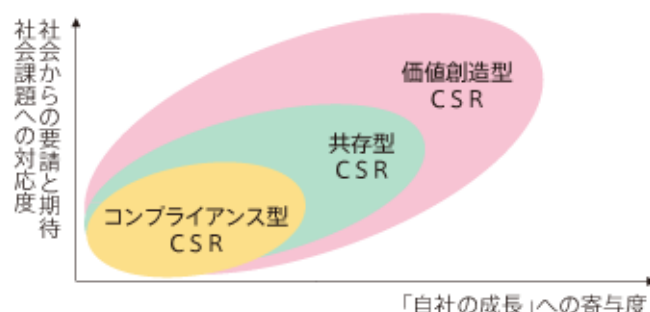 社会からの要請と期待
社会課題への対応度
価値創造型
CSR
共存型
CSR
コンプライアンス型
CSR
「自社の成長」への寄与度